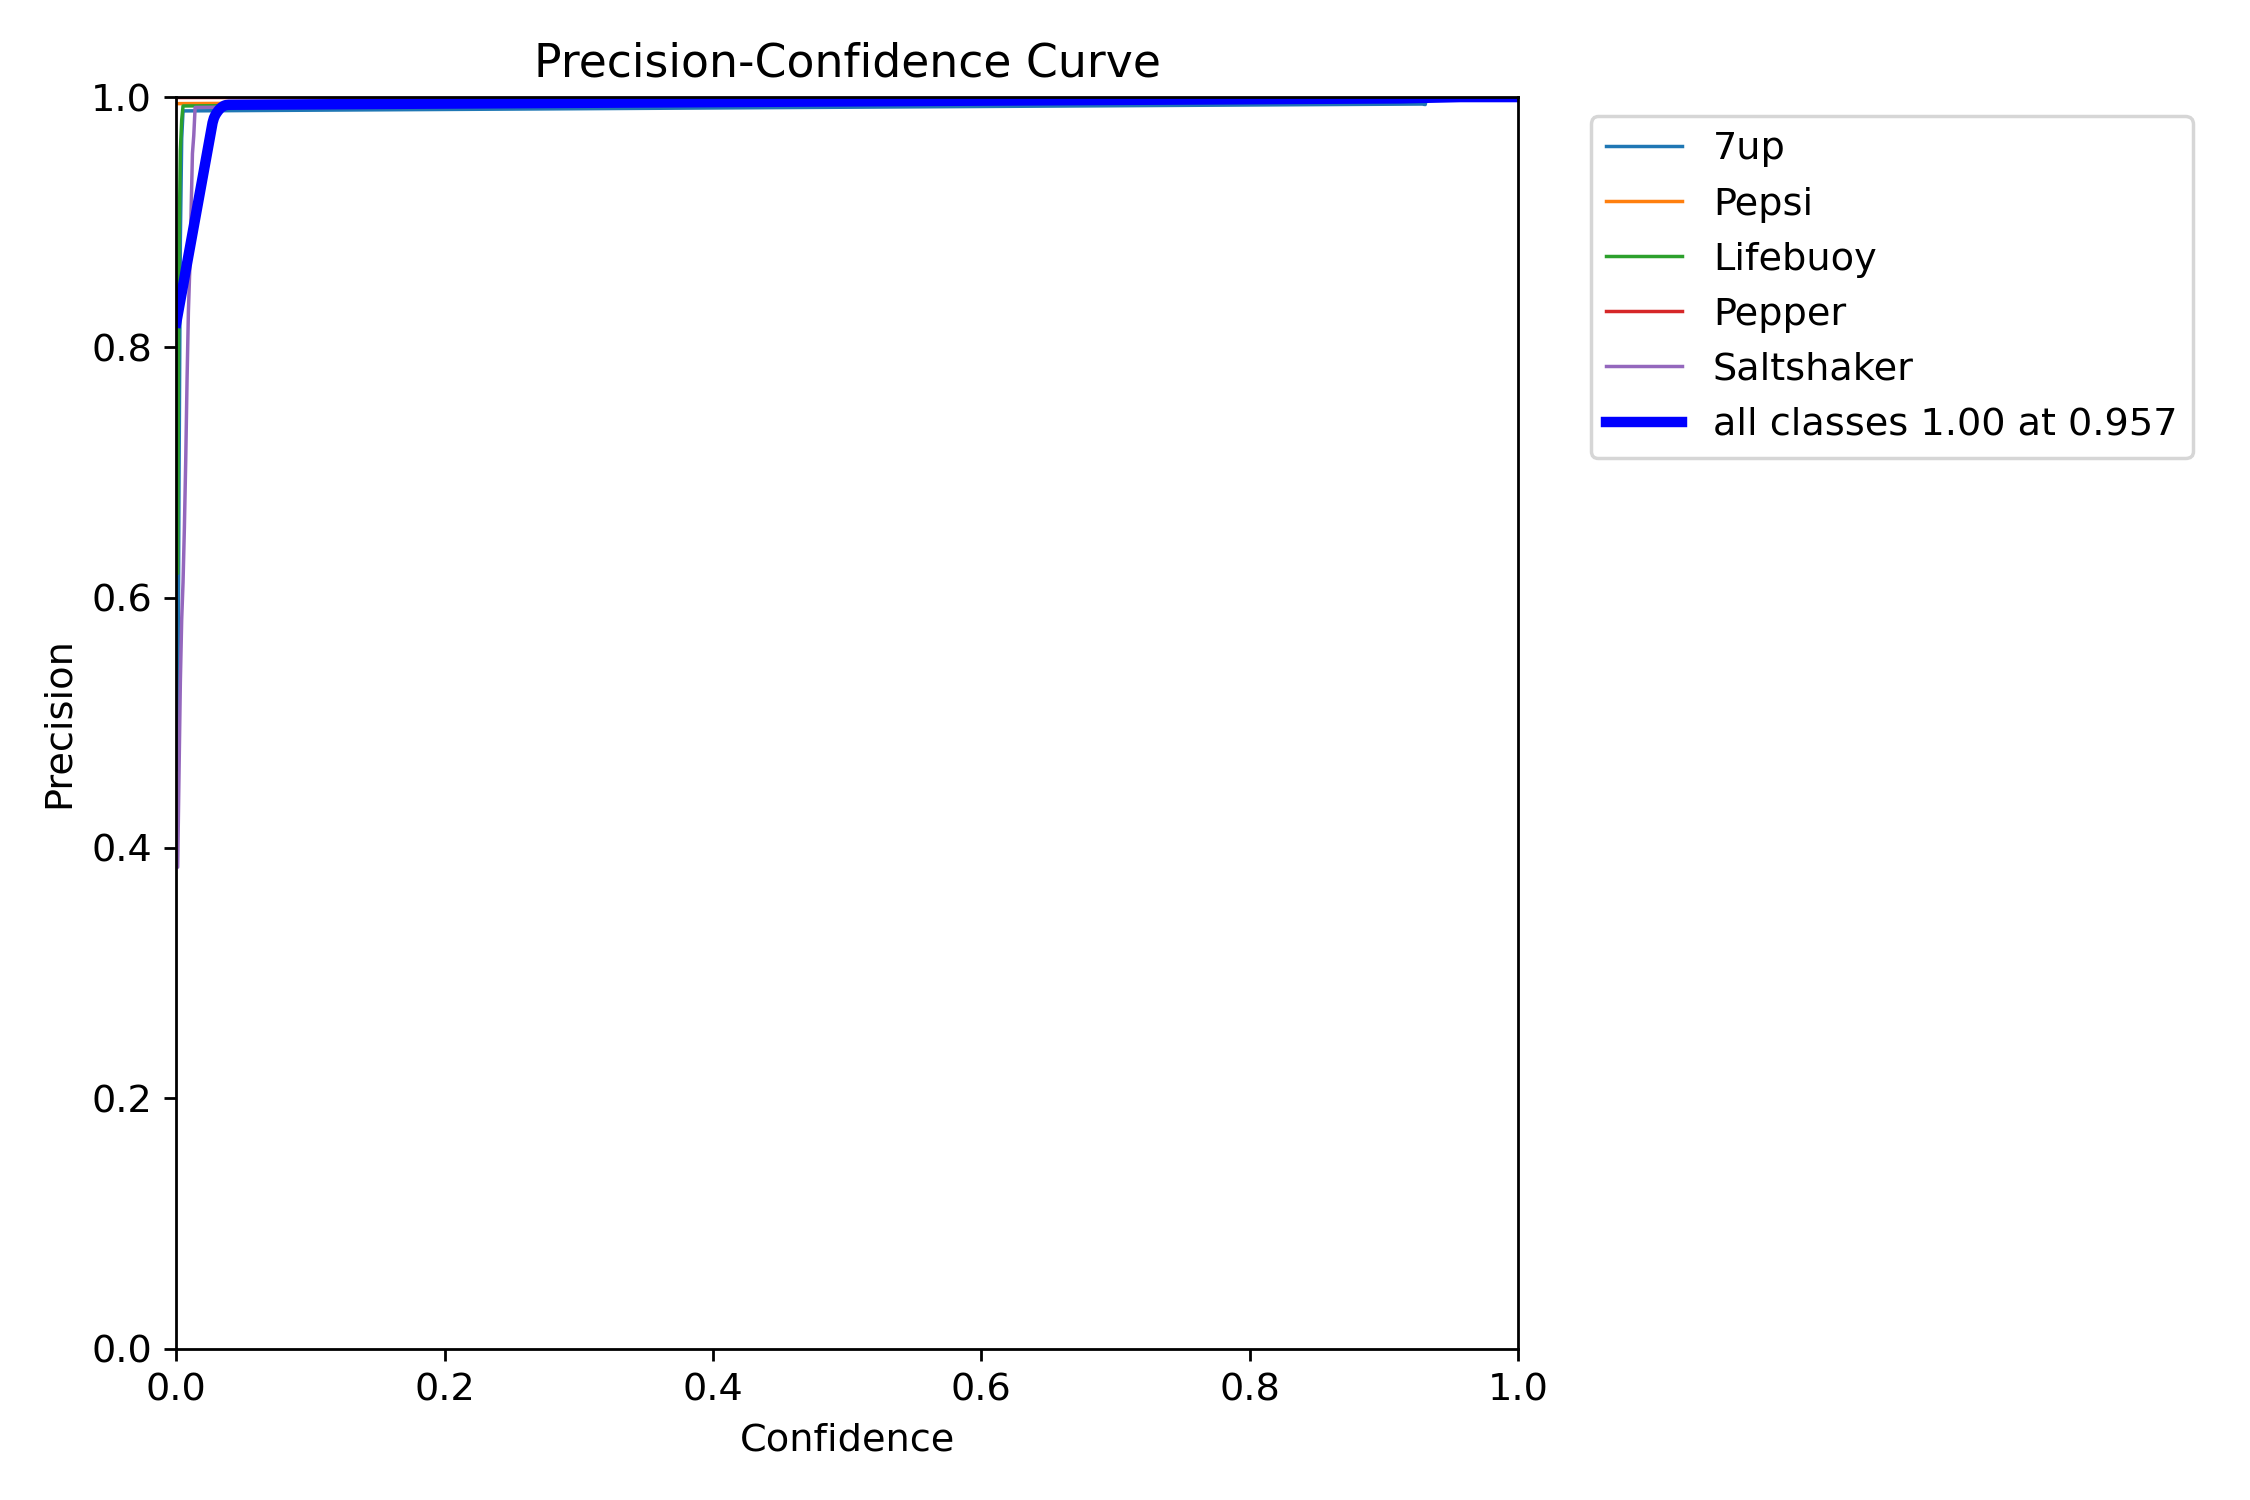 Precision-Confidence Curve
1.0
0.8
0.6
0.4
0.2
0.0
Precision
0.0 0.2 0.4 0.6 0.8 1.0
Confidence
7up
Pepsi
Lifebuoy
Pepper
Saltshaker
all classes 1.00 at 0.957